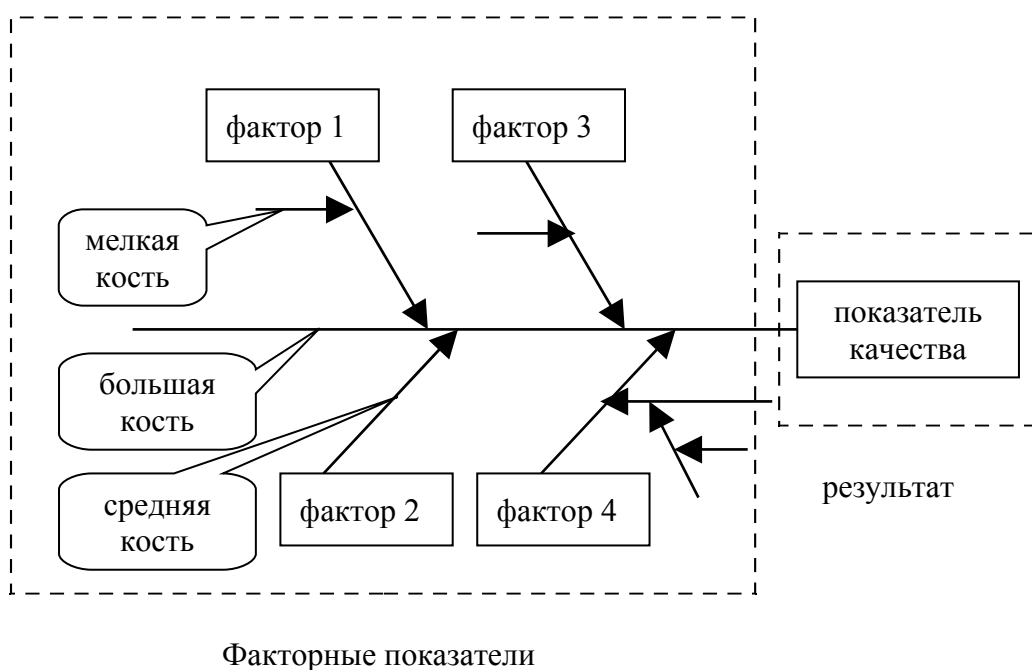 фактор 1
фактор 3
мелкая
кость
показатель
качества
большая
кость
средняя
кость
фактор 2
фактор 4
результат
Факторные показатели